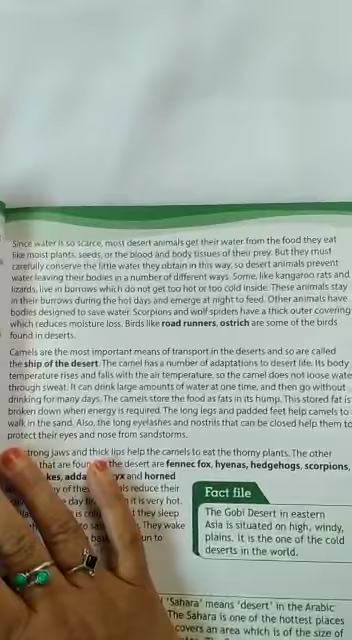 Since water is so scarce, most desert animals get their water from the food they eat
like moist plants, seeds, or the blood and body tissues of their prey. But they must
carefully conserve the little water they obtain in this way, so desert animals prevent
water leaving their bodies in a number of different ways. Some, like kangaroo rats and
lizards, live in burrows which do not get too hot or too cold inside. These animals stay
in their burrows during the hot days and emerge at night to feed. Other animals have
bodies designed to save water. Scorpions and wolf spiders have a thick outer covering
which reduces moisture loss. Birds like road runners, ostrich are some of the birds
found in deserts.
Camels are the most important means of transport in the deserts and so are called
the ship of the desert. The camel has a number of adaptations to desert life. Its body
temperature rises and falls with the air temperature, so the camel does not loose wate
through sweat. It can drink large amounts of water at one time, and then go without
drinking for many days. The camels store the food as fats in its hump. This stored fat is
broken down when energy is required. The long legs and padded feet help camels to
walk in the sand. Also, the long eyelashes and nostrils that can be closed help them to
protect their eyes and nose from sandstorms.
trong jaws and thick lips help the camels to eat the thorny plants. The other
that are foun the desert are fennec fox, hyenas, hedgehogs, scorpions,
kes, adda yx and horned
y of the ls reduce their
e day it is very hot.
is col t they sleep
to sa . They wake
un to
Fact file
The Gobi Desert in eastern
Asia is situated on high, windy,
plains. It is the one of the cold
deserts in the world.
'Sahara' means 'desert' in the Arabic
The Sahara is one of the hottest places
covers an area which is of the size of